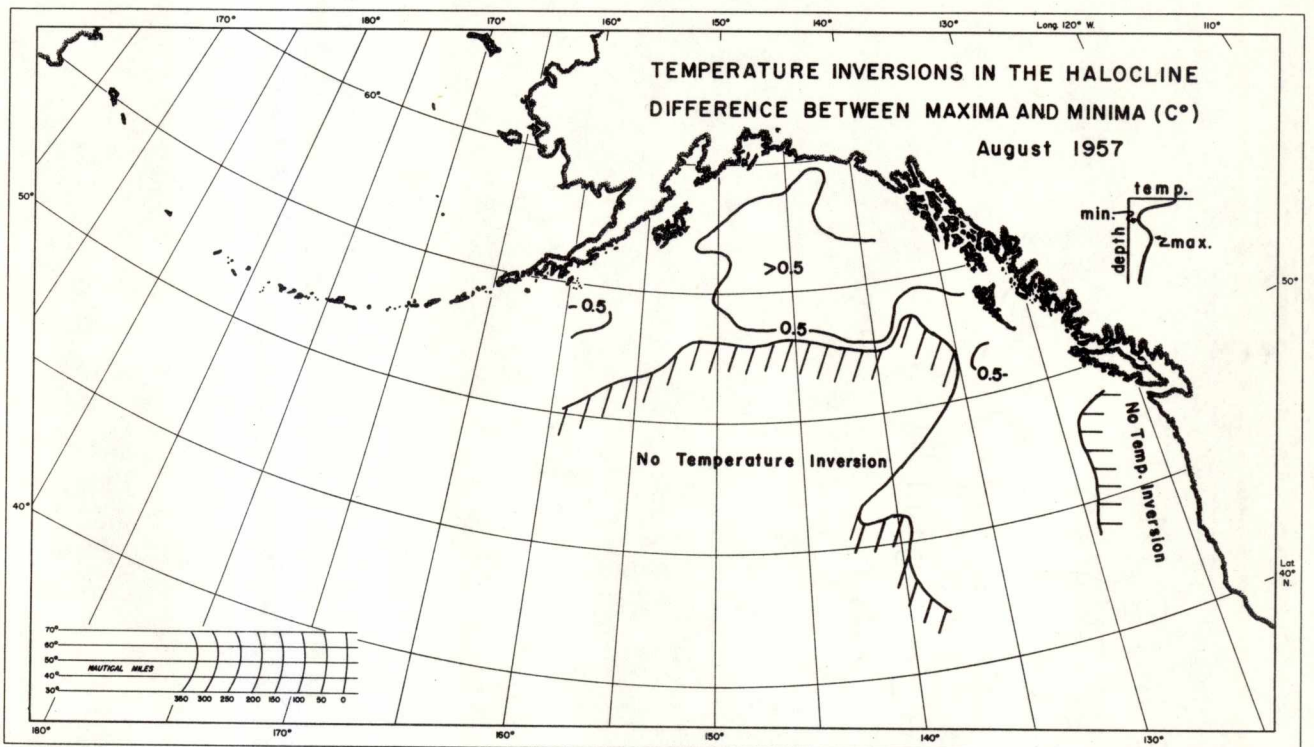 170° 160° 150° 140° 130° Long. 120° W. 110°
TEMPERATURE INVERSIONS IN THE HALOCLINE
DIFFERENCE BETWEEN MAXIMA AND MINIMA (C°)
August 1957
60°
50°
temp.
min.
depth
max.
>0.5
50°
0.5
0.5
0.5
No Temperature Inversion
No Temp. Inversion
40°
Lat.
40°
N.
70°
60°
50° NAUTICAL MILES
40°
30°
350 300 250 200 150 100 50 0
180° 170° 160° 150° 140° 130°